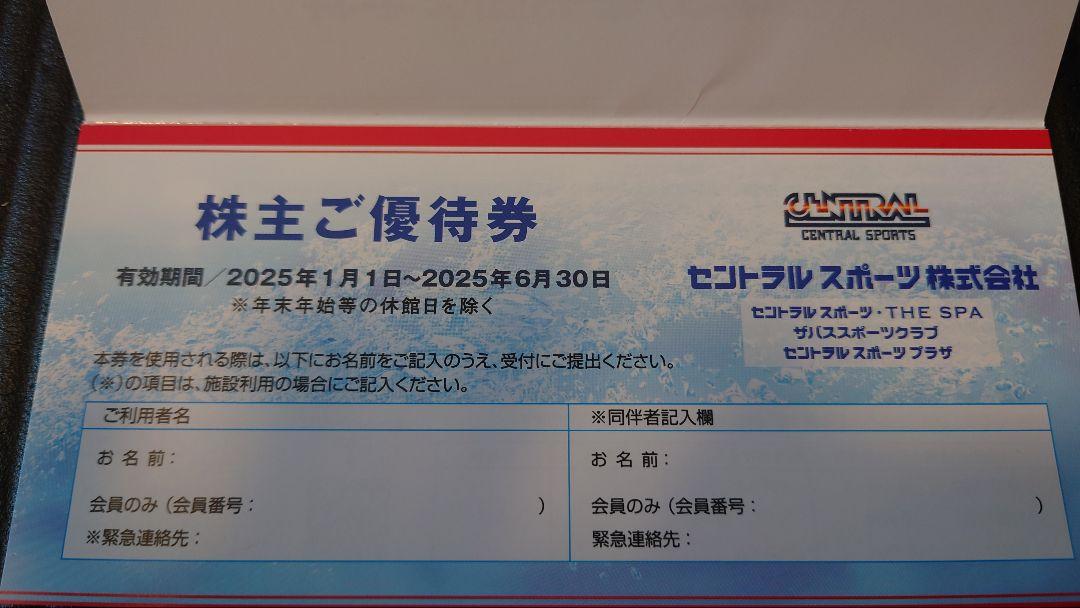 株主ご優待券
有効期間／2025年1月1日～2025年6月30日
※年末年始等の休館日を除く
CENTRAL
CENTRAL SPORTS
セントラルスポーツ株式会社
セントラルスポーツ・THE SPA
ザバススポーツクラブ
セントラルスポーツプラザ
本券を使用される際は、以下にお名前をご記入のうえ、受付にご提出ください。
（※）の項目は、施設利用の場合にご記入ください。
ご利用者名
お名前：
会員のみ（会員番号：　）
※緊急連絡先：
※同伴者記入欄
お名前：
会員のみ（会員番号：　）
緊急連絡先：